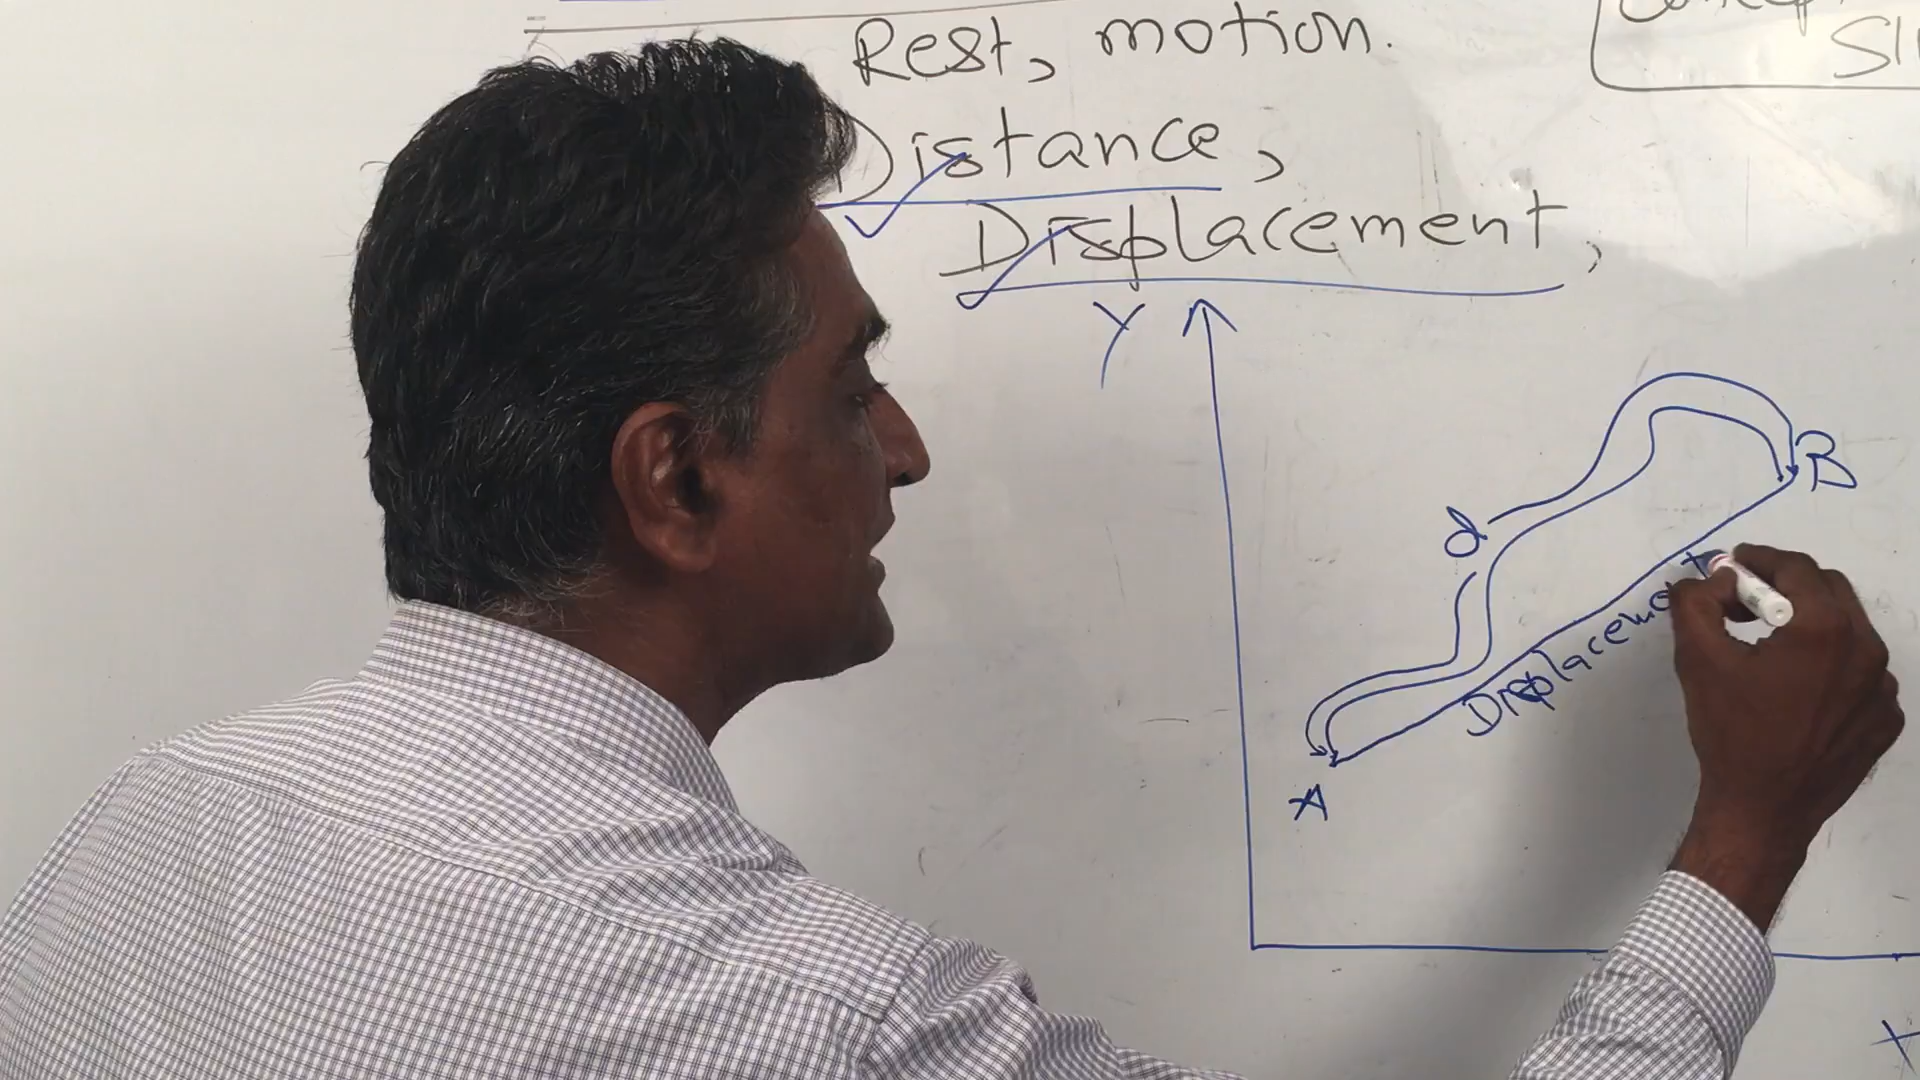 Rest, motion.
Distance,
Displacement,
Y
B
d
Displacement
A
X